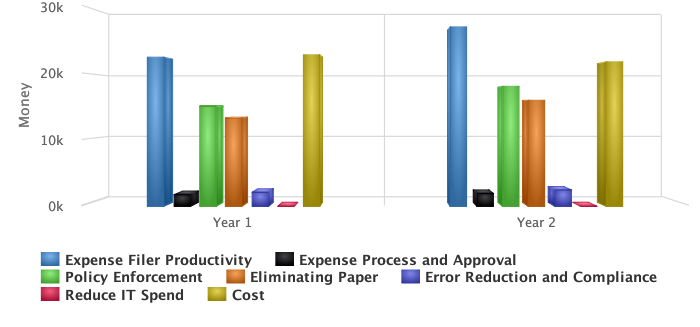 30k
20k
10k
0k
Money
Year 1
Year 2
Expense Filer Productivity
Expense Process and Approval
Policy Enforcement
Eliminating Paper
Error Reduction and Compliance
Reduce IT Spend
Cost